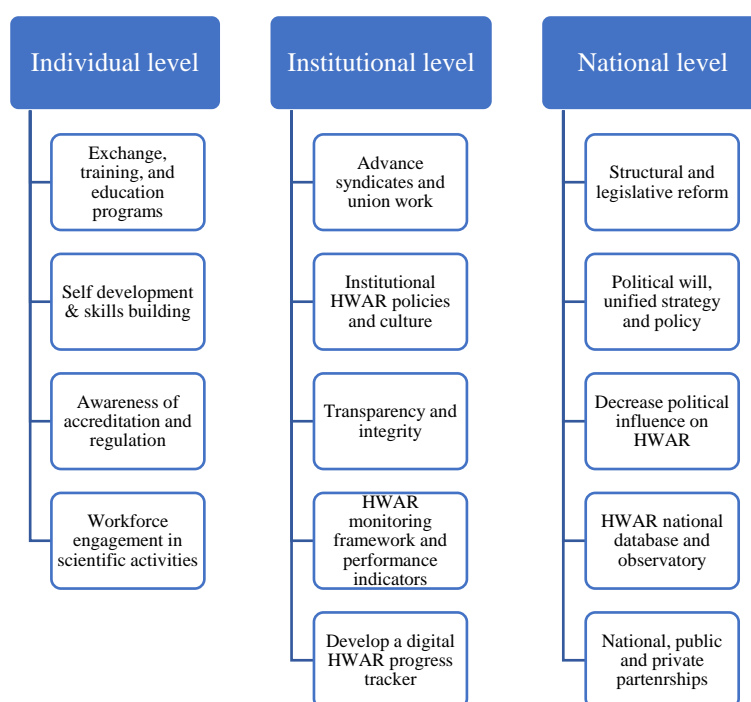 Individual level
Exchange,
training, and
education
programs
Self development
& skills building
Awareness of
accreditation and
regulation
Workforce
engagement in
scientific activities
Institutional level
Advance
syndicates and
union work
Institutional
HWAR policies
and culture
Transparency and
integrity
HWAR
monitoring
framework and
performance
indicators
Develop a digital
HWAR progress
tracker
National level
Structural and
legislative reform
Political will,
unified strategy
and policy
Decrease political
influence on
HWAR
HWAR national
database and
observatory
National, public
and private
partenrships